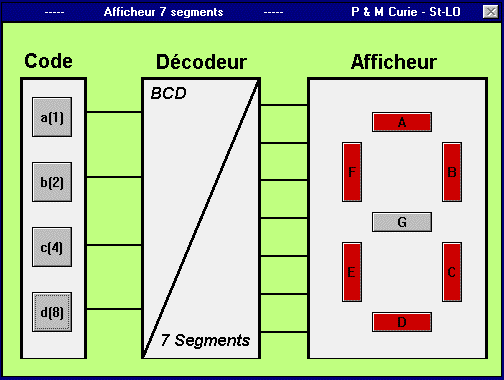 ----- Afficheur 7 segments ----- P & M Curie - St-LO
Code
Décodeur
Afficheur
a(1)
b(2)
c(4)
d(8)
BCD
7 Segments
A
F
B
G
E
C
D